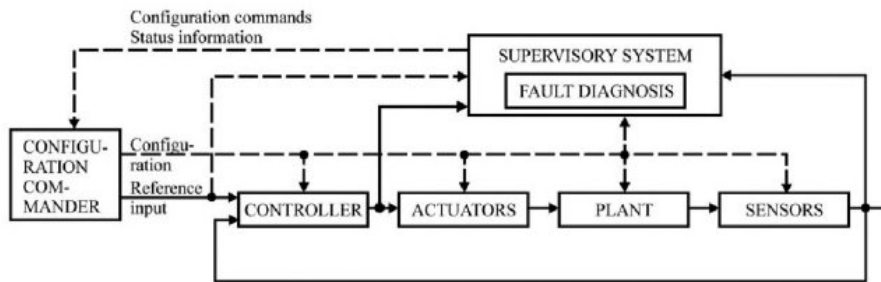 Configuration commands
Status information
SUPERVISORY SYSTEM
FAULT DIAGNOSIS
CONFIGU-
RATION
COM-
MANDER
Configu-
ration
Reference
input
CONTROLLER
ACTUATORS
PLANT
SENSORS